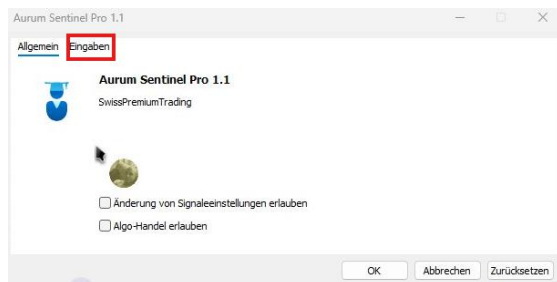 Aurum Sentinel Pro 1.1
Allgemein Eingaben
Aurum Sentinel Pro 1.1
SwissPremiumTrading
Änderung von Signaleeinstellungen erlauben
Algo-Handel erlauben
OK Abbrechen Zurücksetzen